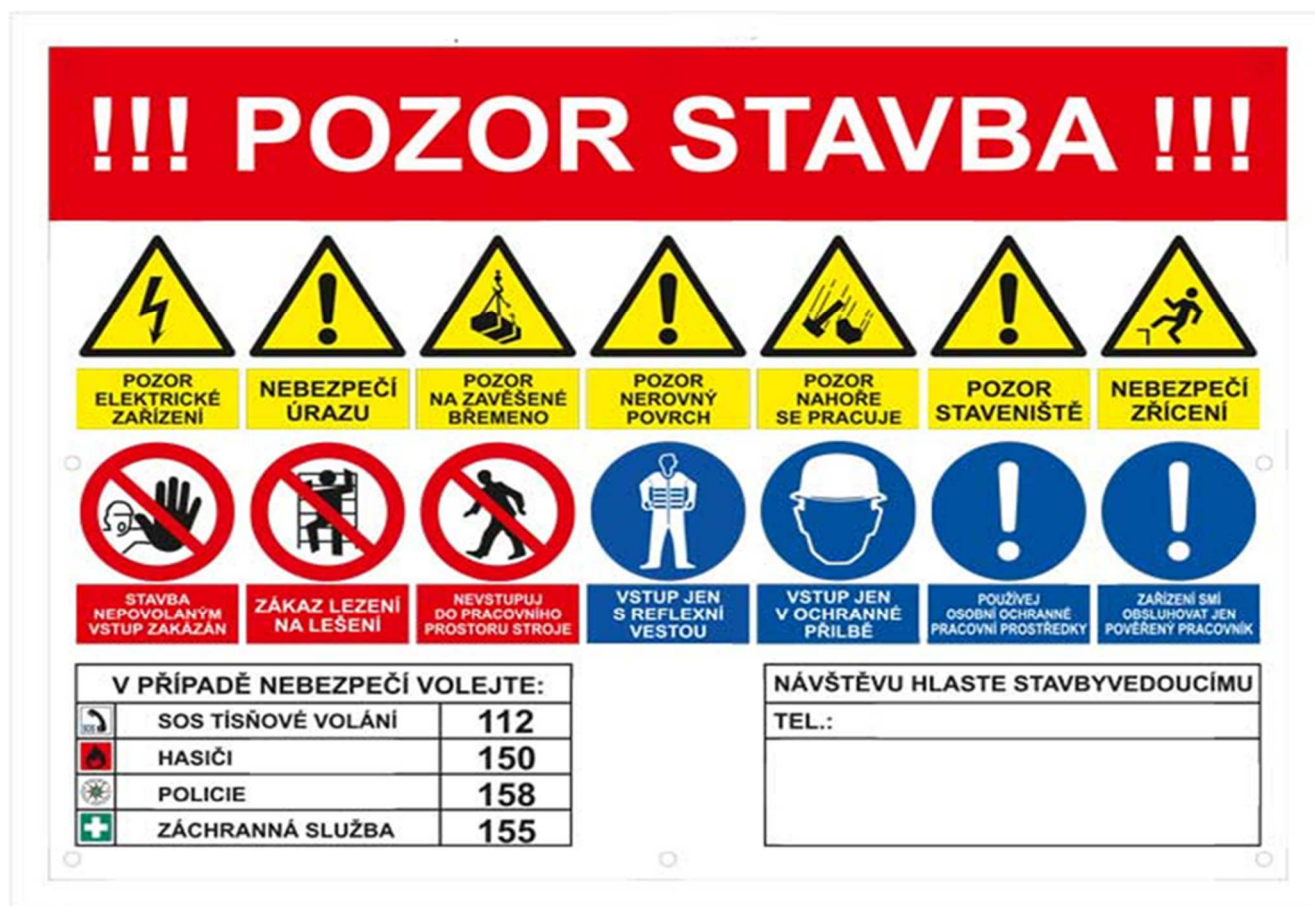 !!! POZOR STAVBA !!!
POZOR
ELEKTRICKÉ
ZAŘÍZENÍ
NEBEZPEČÍ
ÚRAZU
POZOR
NA ZAVĚŠENÉ
BŘEMENO
POZOR
NEROVNÝ
POVRCH
POZOR
NAHOŘE
SE PRACUJE
POZOR
STAVENIŠTĚ
NEBEZPEČÍ
ZŘÍCENÍ
STAVBA
NEPOVOLANÝM
VSTUP ZAKÁZÁN
ZÁKAZ LEZENÍ
NA LEŠENÍ
NEVSTUPUJ
DO PRACOVNÍHO
PROSTORU STROJE
VSTUP JEN
S REFLEXNÍ
VESTOU
VSTUP JEN
V OCHRANNÉ
PŘILBĚ
POUŽÍVEJ
OSOBNÍ OCHRANNÉ
PRACOVNÍ PROSTŘEDKY
ZAŘÍZENÍ SMÍ
OBSLUHOVAT JEN
POVĚŘENÝ PRACOVNÍK
V PŘÍPADĚ NEBEZPEČÍ VOLEJTE:
SOS SOS TÍSŇOVÉ VOLÁNÍ 112
HASIČI 150
POLICIE 158
ZÁCHRANNÁ SLUŽBA 155
NÁVŠTĚVU HLASTE STAVBYVEDOUCÍMU
TEL.: